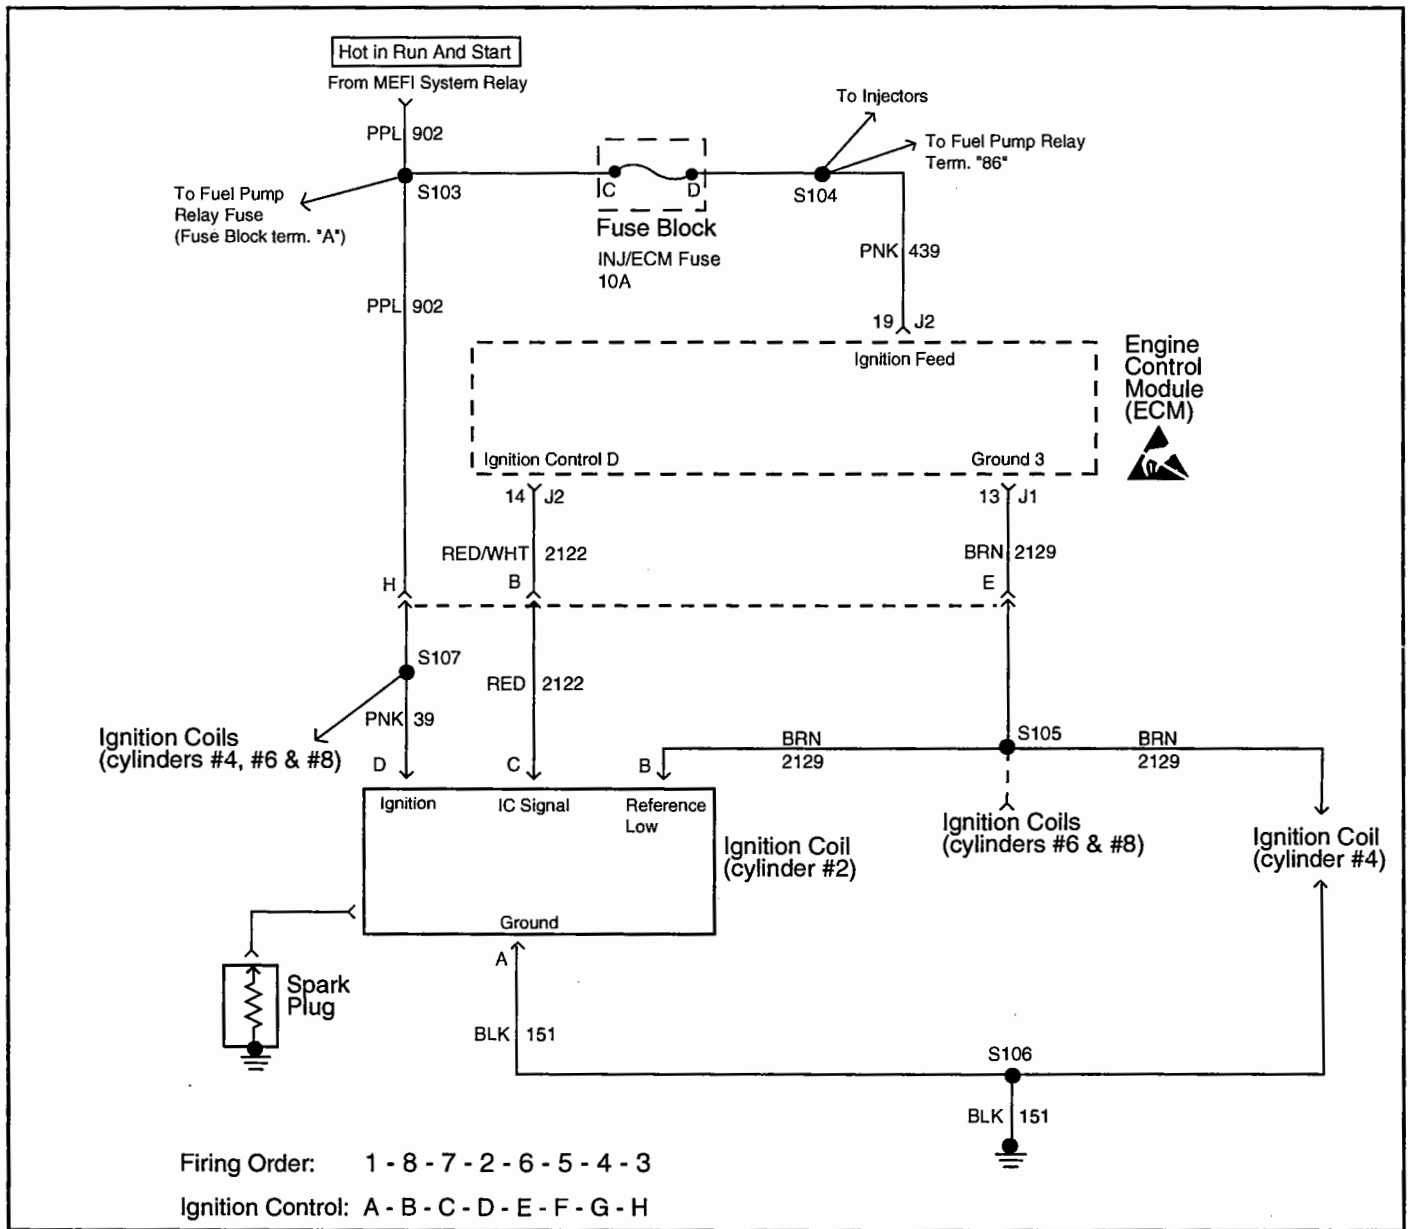 Hot in Run And Start
From MEFI System Relay
PPL 902
To Injectors
To Fuel Pump Relay
Term. "86"
S103
C
D
S104
To Fuel Pump
Relay Fuse
(Fuse Block term. "A")
Fuse Block
INJ/ECM Fuse
10A
PNK 439
PPL 902
19 J2
Ignition Feed
Engine
Control
Module
(ECM)
Ignition Control D
Ground 3
14 J2
13 J1
RED/WHT 2122
BRN 2129
H
B
E
S107
RED 2122
PNK 39
Ignition Coils
(cylinders #4, #6 & #8)
D
C
B
BRN
2129
S105
BRN
2129
Ignition
IC Signal
Reference
Low
Ignition Coil
(cylinder #2)
Ignition Coils
(cylinders #6 & #8)
Ignition Coil
(cylinder #4)
Ground
A
Spark
Plug
BLK 151
S106
BLK 151
Firing Order: 1 - 8 - 7 - 2 - 6 - 5 - 4 - 3
Ignition Control: A - B - C - D - E - F - G - H